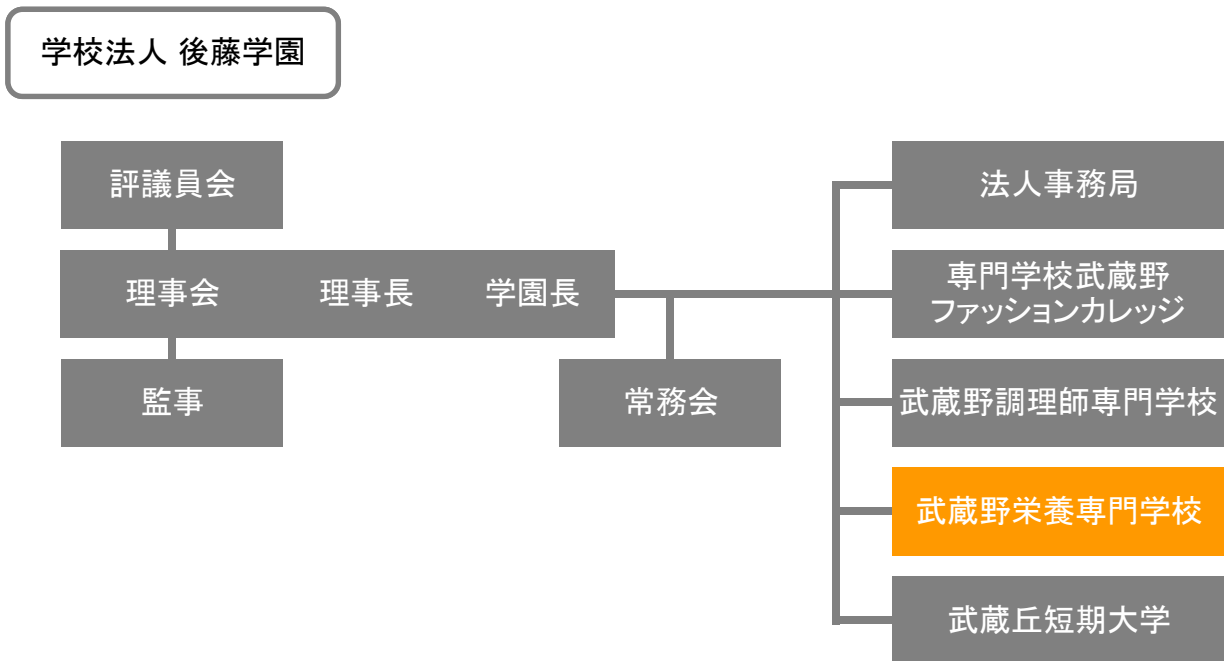 学校法人 後藤学園
評議員会
理事会 理事長 学園長
監事
常務会
法人事務局
専門学校武蔵野
ファッションカレッジ
武蔵野調理師専門学校
武蔵野栄養専門学校
武蔵丘短期大学